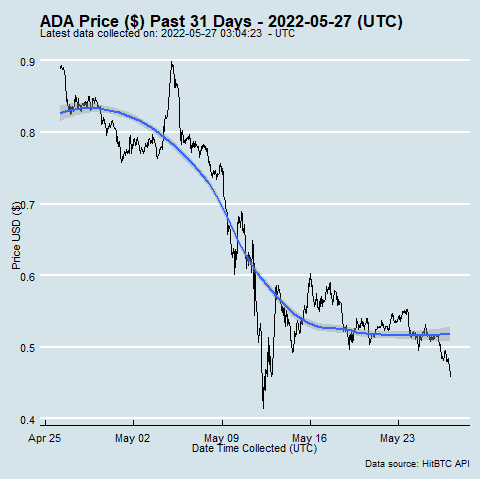 ADA Price ($) Past 31 Days - 2022-05-27 (UTC)
Latest data collected on: 2022-05-27 03:04:23  - UTC
0.9
0.8
0.7
0.6
0.5
0.4
Price USD ($)
Apr 25
May 02
May 09
May 16
May 23
Date Time Collected (UTC)
Data source: HitBTC API